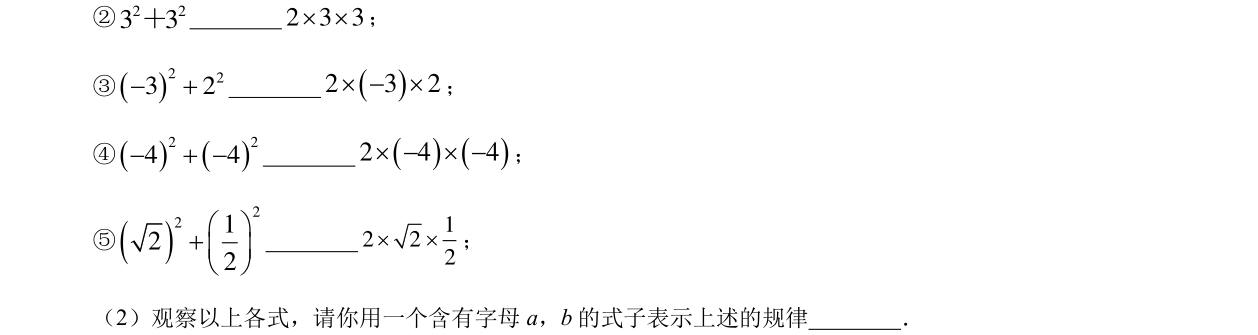 ②3²＋3²________2×3×3；
③(−3)²+2²________2×(−3)×2；
④(−4)²+(−4)²________2×(−4)×(−4)；
⑤(√2)²+(1/2)²________2×√2×1/2；
（2）观察以上各式，请你用一个含有字母 a，b 的式子表示上述的规律________．